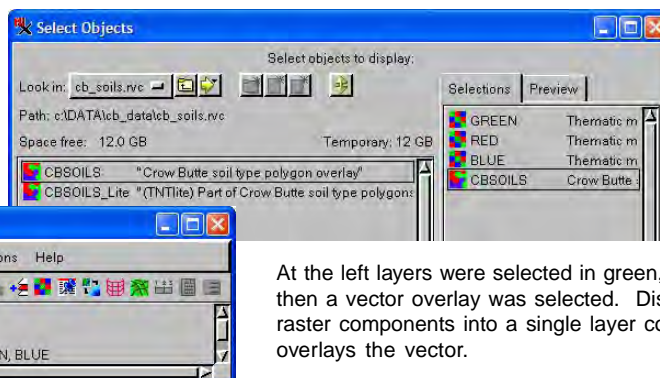 Select Objects
Select objects to display:
Look in: cb_soils.rvc
Selections Preview
Path: c:\DATA\cb_data\cb_soils.rvc
GREEN Thematic m
Space free: 12.0 GB Temporary: 12 GB
RED Thematic m
BLUE Thematic m
CBSOILS "Crow Butte soil type polygon overlay"
CBSOILS Crow Butte
CBSOILS_Lite "(TNTlite) Part of Crow Butte soil type polygons
ons Help
N, BLUE
At the left layers were selected in green,
then a vector overlay was selected. Dis
raster components into a single layer co
overlays the vector.